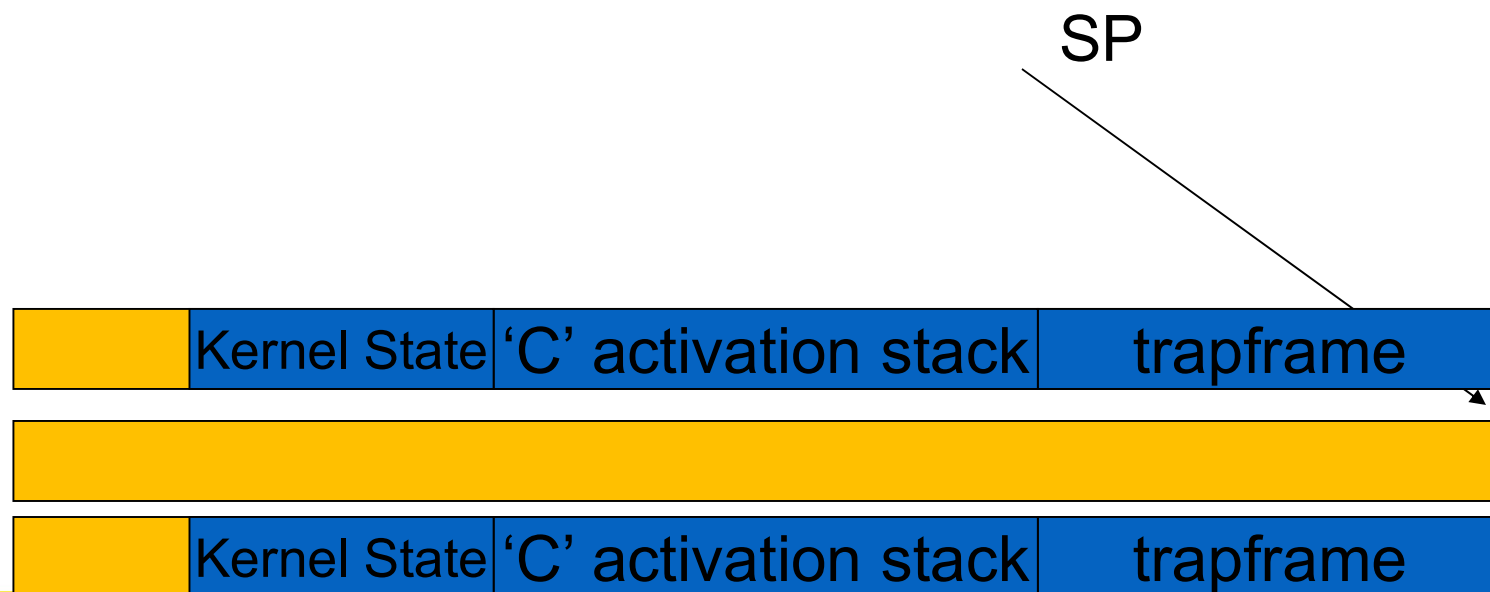 SP
Kernel State ‘C’ activation stack trapframe
Kernel State ‘C’ activation stack trapframe